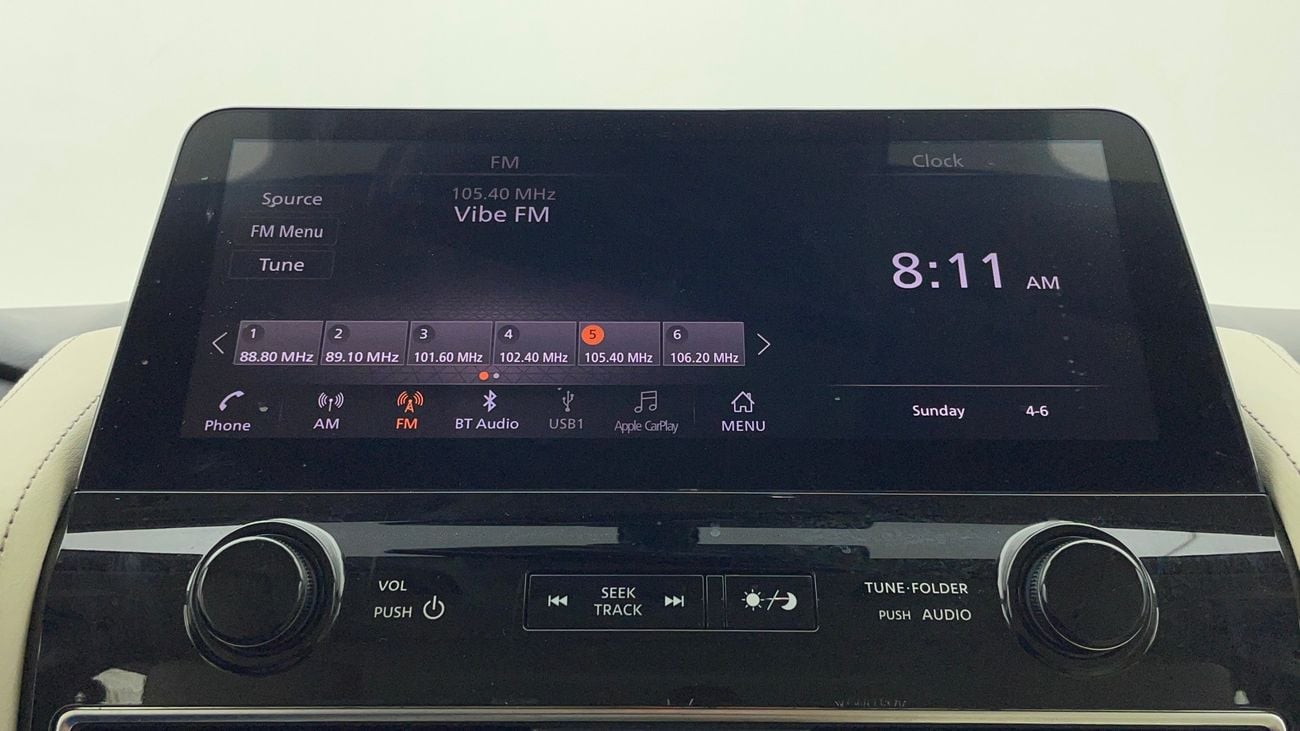 FM
Clock
Source
105.40 MHz
Vibe FM
FM Menu
Tune
8:11 AM
1 2 3 4 5 6
88.80 MHz 89.10 MHz 101.60 MHz 102.40 MHz 105.40 MHz 106.20 MHz
Sunday 4-6
Phone AM FM BT Audio USB1 Apple CarPlay MENU
VOL
PUSH
SEEK
TRACK
TUNE·FOLDER
PUSH AUDIO